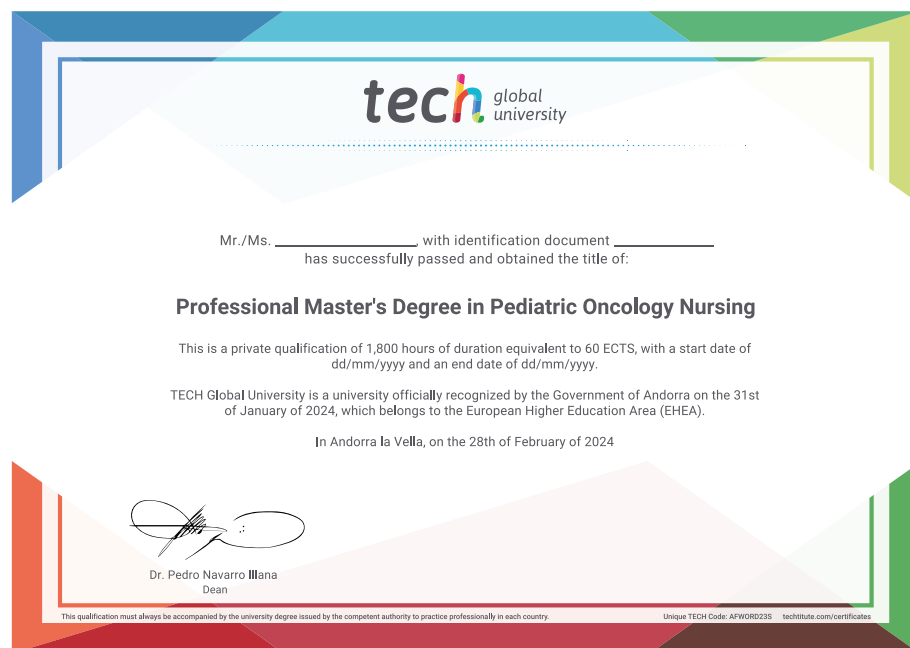 tech global
university
Mr./Ms. ____________________, with identification document ______________
has successfully passed and obtained the title of:
Professional Master's Degree in Pediatric Oncology Nursing
This is a private qualification of 1,800 hours of duration equivalent to 60 ECTS, with a start date of
dd/mm/yyyy and an end date of dd/mm/yyyy.
TECH Global University is a university officially recognized by the Government of Andorra on the 31st
of January of 2024, which belongs to the European Higher Education Area (EHEA).
In Andorra la Vella, on the 28th of February of 2024
Dr. Pedro Navarro Illana
Dean
This qualification must always be accompanied by the university degree issued by the competent authority to practice professionally in each country.
Unique TECH Code: AFWORD23S techtitute.com/certificates